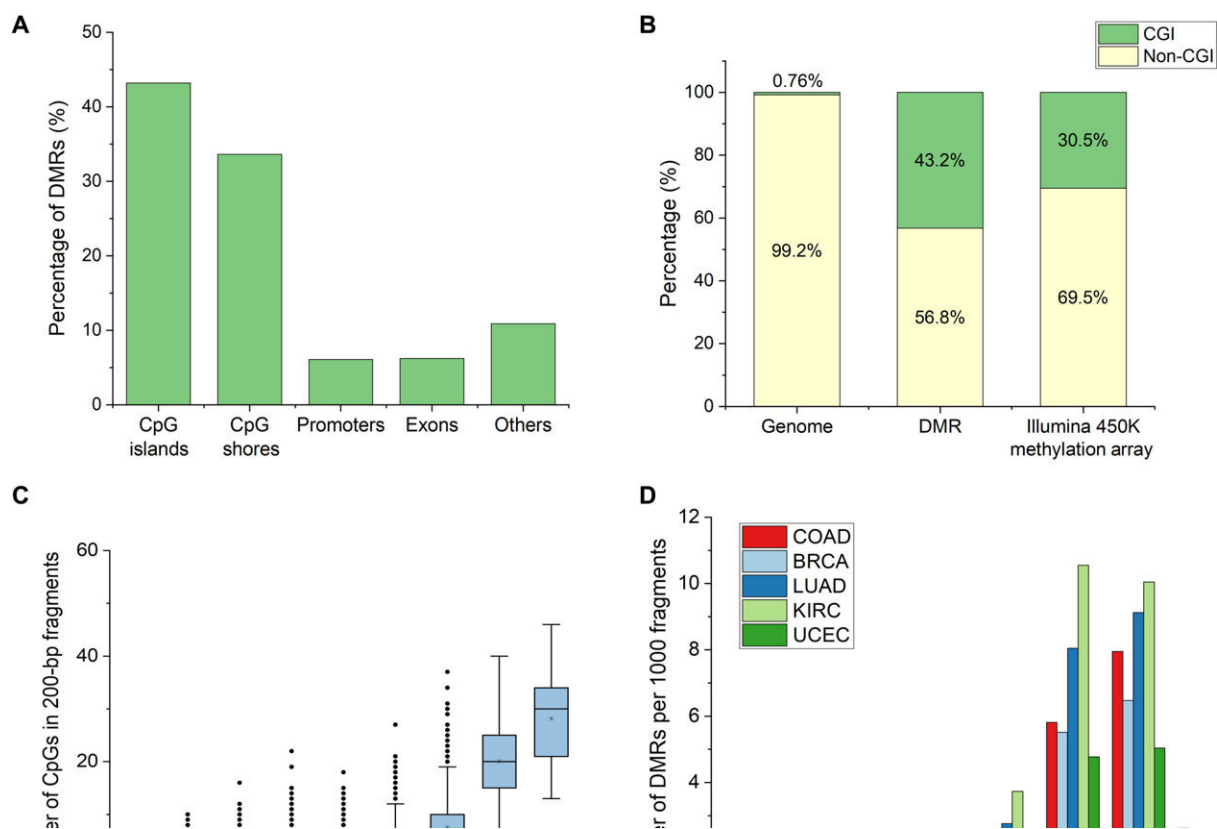 A
Percentage of DMRs (%)
50
40
30
20
10
0
CpG islands
CpG shores
Promoters
Exons
Others
B
CGI
Non-CGI
Percentage (%)
100
80
60
40
20
0
0.76%
99.2%
43.2%
56.8%
30.5%
69.5%
Genome
DMR
Illumina 450K
methylation array
C
of CpGs in 200-bp fragments
60
40
20
D
of DMRs per 1000 fragments
12
10
8
6
4
COAD
BRCA
LUAD
KIRC
UCEC